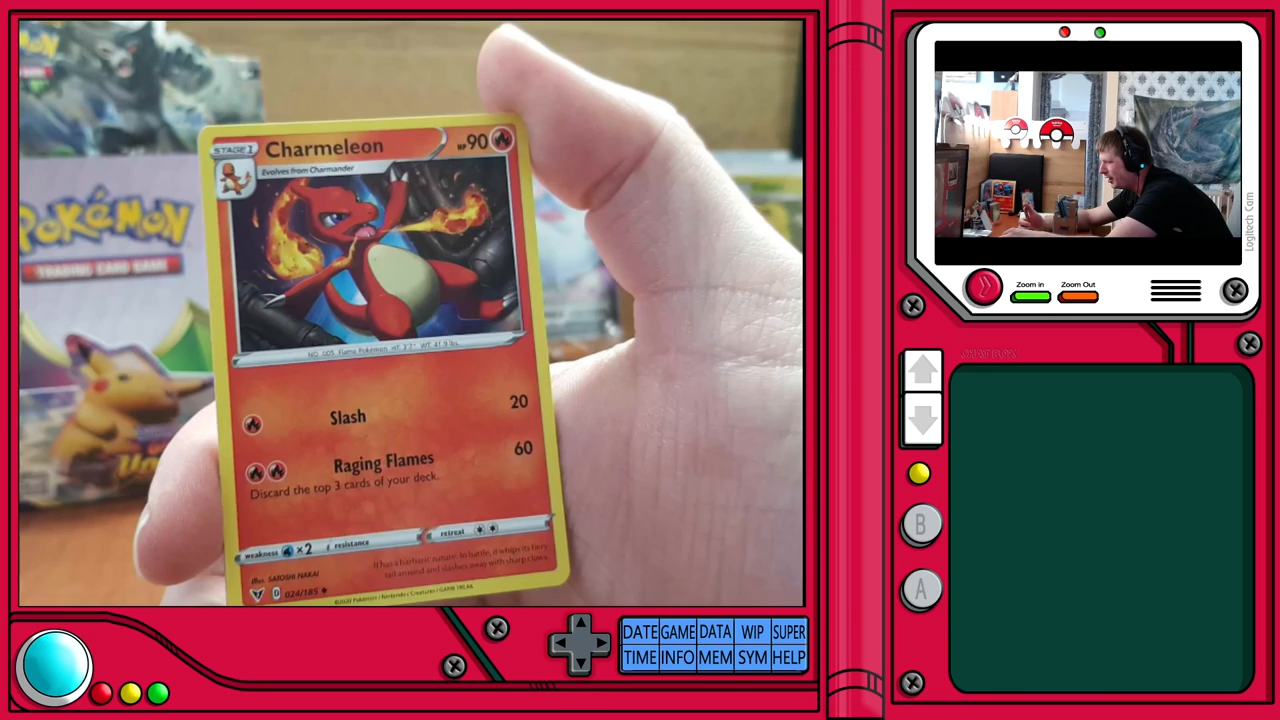 STAGE 1
Charmeleon
HP 90
Evolves from Charmander
NO. 005. Flame Pokémon HT: 3'7" WT: 41.9 lbs.
Slash 20
Raging Flames 60
Discard the top 3 cards of your deck.
weakness ×2 resistance retreat
It has a barbaric nature. In battle, it whips its fiery
tail around and slashes away with sharp claws.
Illus. SATOSHI NAKAI
D 024/185
©2020 Pokémon / Nintendo / Creatures / GAME FREAK
POKéMON
TRADING CARD GAME
Logitech Cam
Zoom in Zoom Out
CHAT BOX
B
A
DATE GAME DATA WIP SUPER
TIME INFO MEM SYM HELP